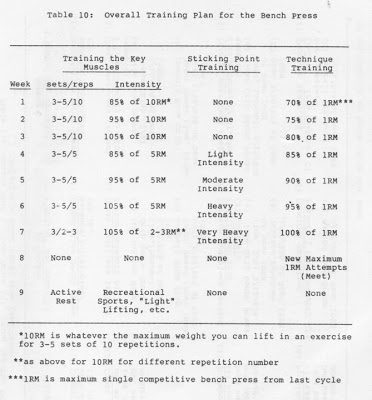 Table 10: Overall Training Plan for the Bench Press
Training the Key Muscles Sticking Point Training Technique Training
Week sets/reps Intensity
1 3-5/10 85% of 10RM* None 70% of 1RM***
2 3-5/10 95% of 10RM None 75% of 1RM
3 3-5/10 105% of 10RM None 80% of 1RM
4 3-5/5 85% of 5RM Light Intensity 85% of 1RM
5 3-5/5 95% of 5RM Moderate Intensity 90% of 1RM
6 3-5/5 105% of 5RM Heavy Intensity 95% of 1RM
7 3/2-3 105% of 2-3RM** Very Heavy Intensity 100% of 1RM
8 None None None New Maximum 1RM Attempts (Meet)
9 Active Rest Recreational Sports, "Light" Lifting, etc. None None
*10RM is whatever the maximum weight you can lift in an exercise
for 3-5 sets of 10 repetitions.
**as above for 10RM for different repetition number
***1RM is maximum single competitive bench press from last cycle